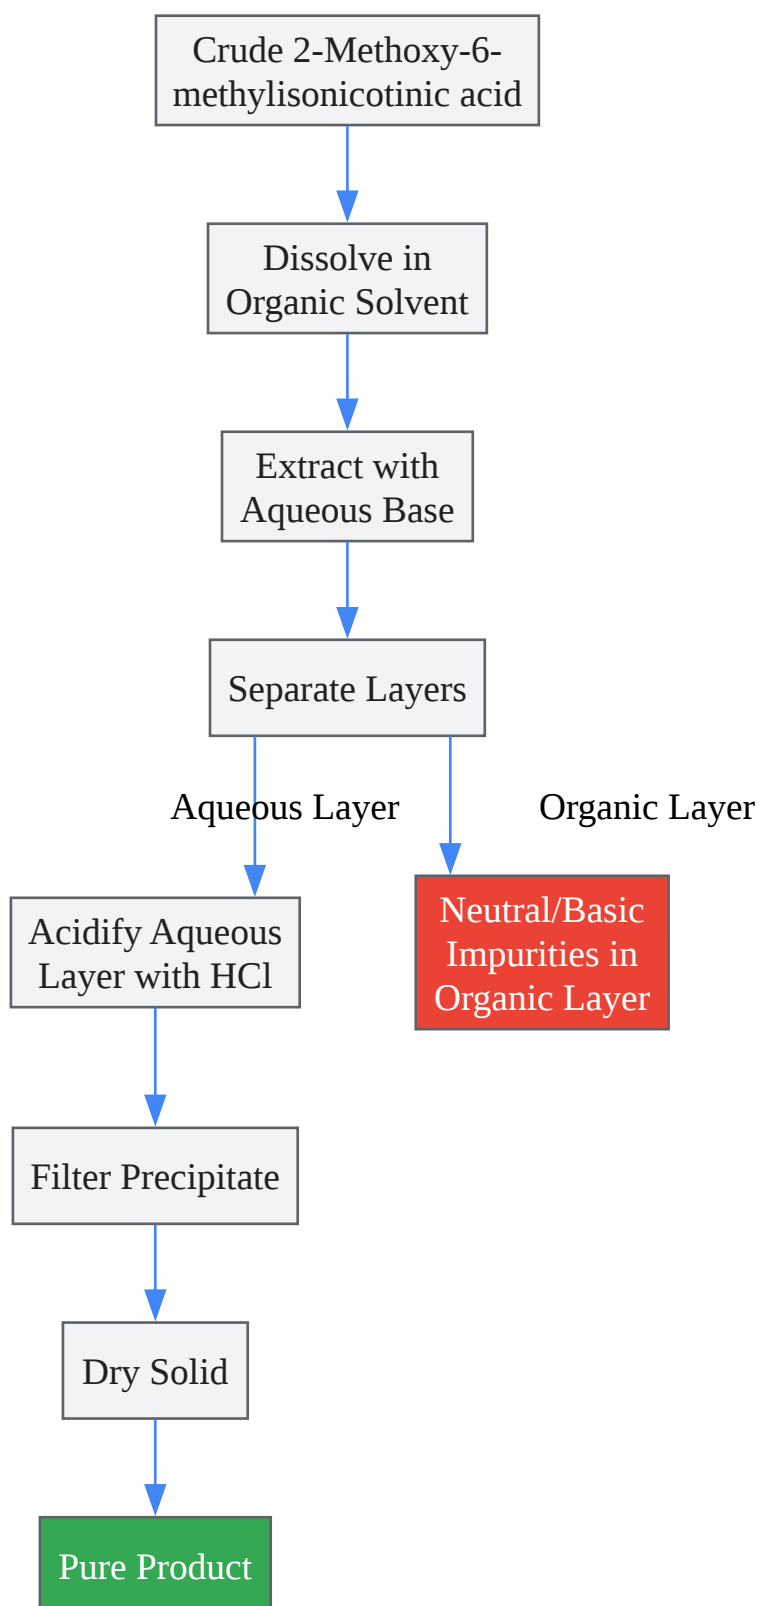 Crude 2-Methoxy-6-
methylisonicotinic acid
Dissolve in
Organic Solvent
Extract with
Aqueous Base
Separate Layers
Aqueous Layer
Organic Layer
Acidify Aqueous
Layer with HCl
Neutral/Basic
Impurities in
Organic Layer
Filter Precipitate
Dry Solid
Pure Product